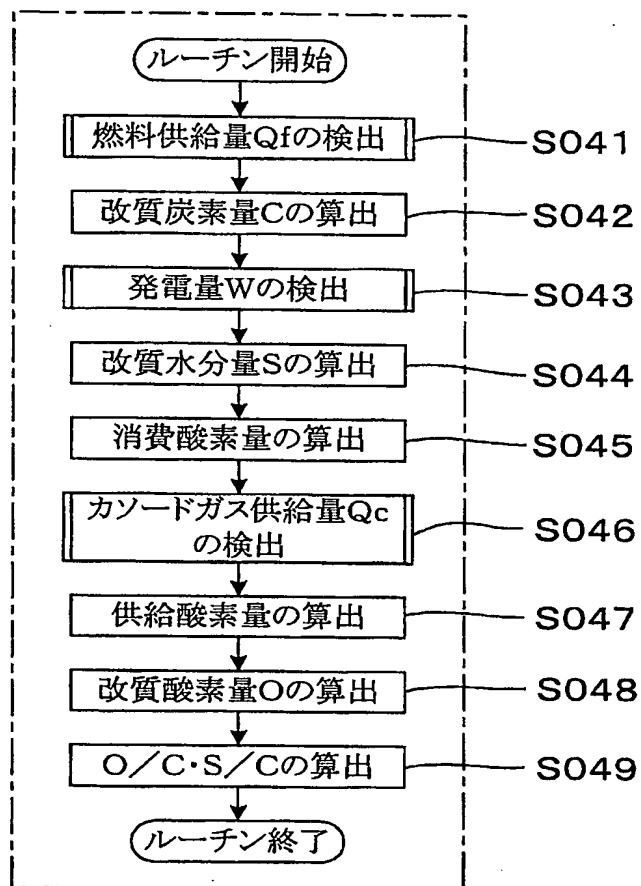 ルーチン開始
燃料供給量Qfの検出
S041
改質炭素量Cの算出
S042
発電量Wの検出
S043
改質水分量Sの算出
S044
消費酸素量の算出
S045
カソードガス供給量Qc
の検出
S046
供給酸素量の算出
S047
改質酸素量Oの算出
S048
O／C・S／Cの算出
S049
ルーチン終了